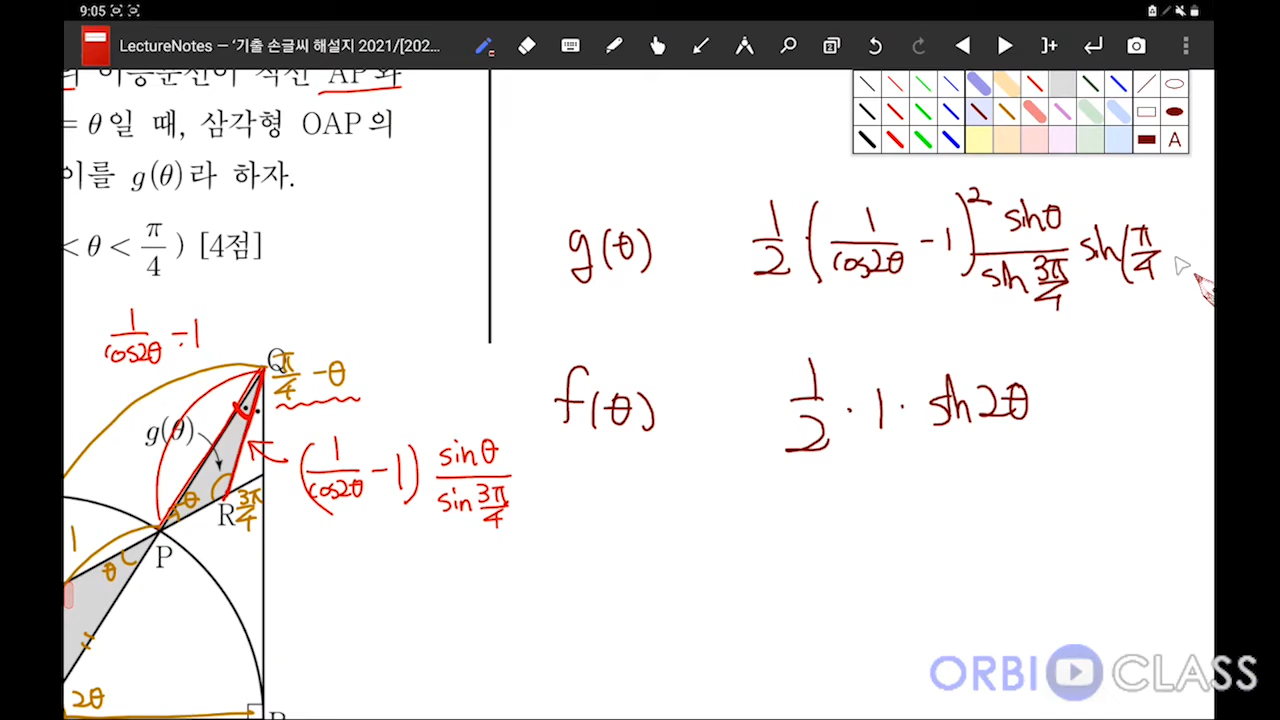 9:05
LectureNotes – ‘기출 손글씨 해설지 2021/[202...
의 이등분선이 직선 AP와
= θ일 때, 삼각형 OAP의
이를 g(θ)라 하자.
< θ < π/4) [4점]
g(θ) 1/2 (1/cos2θ - 1)² sinθ/sin 3π/4 sin(π/4
f(θ) 1/2 · 1 · sin2θ
1/cos2θ - 1
Q
π/4 - θ
g(θ)
(1/cos2θ - 1) sinθ/sin 3π/4
θ
R
3π/4
1
P
θ
2θ
A
ORBI CLASS